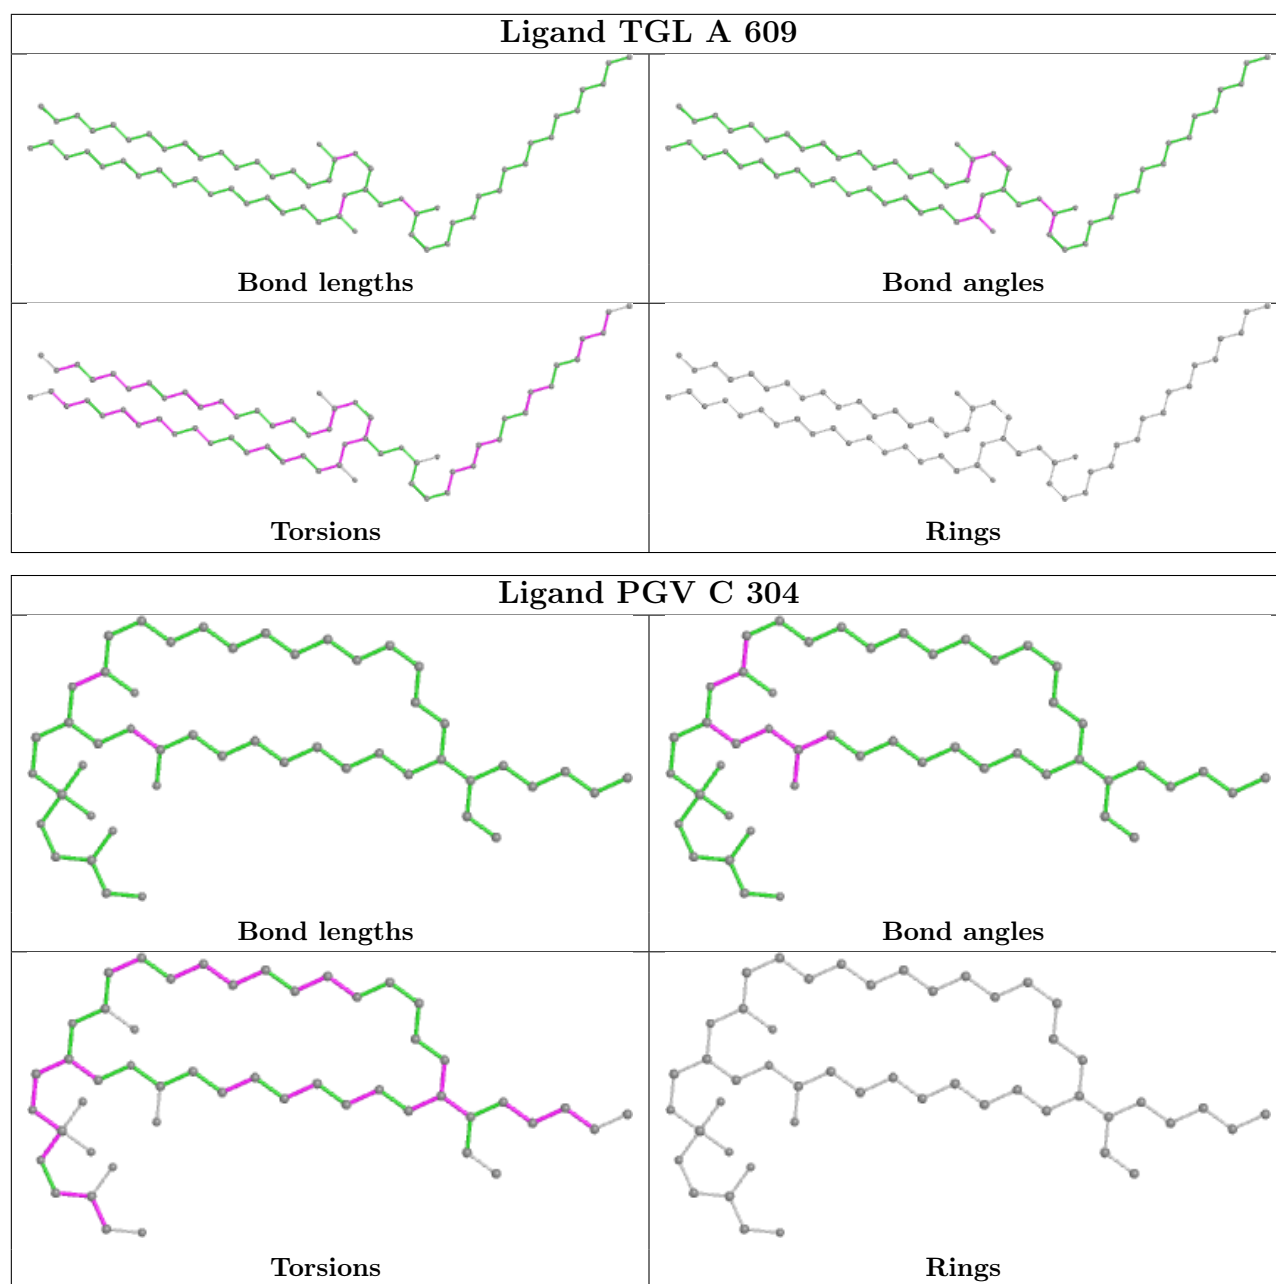 Ligand TGL A 609
Bond lengths
Bond angles
Torsions
Rings
Ligand PGV C 304
Bond lengths
Bond angles
Torsions
Rings